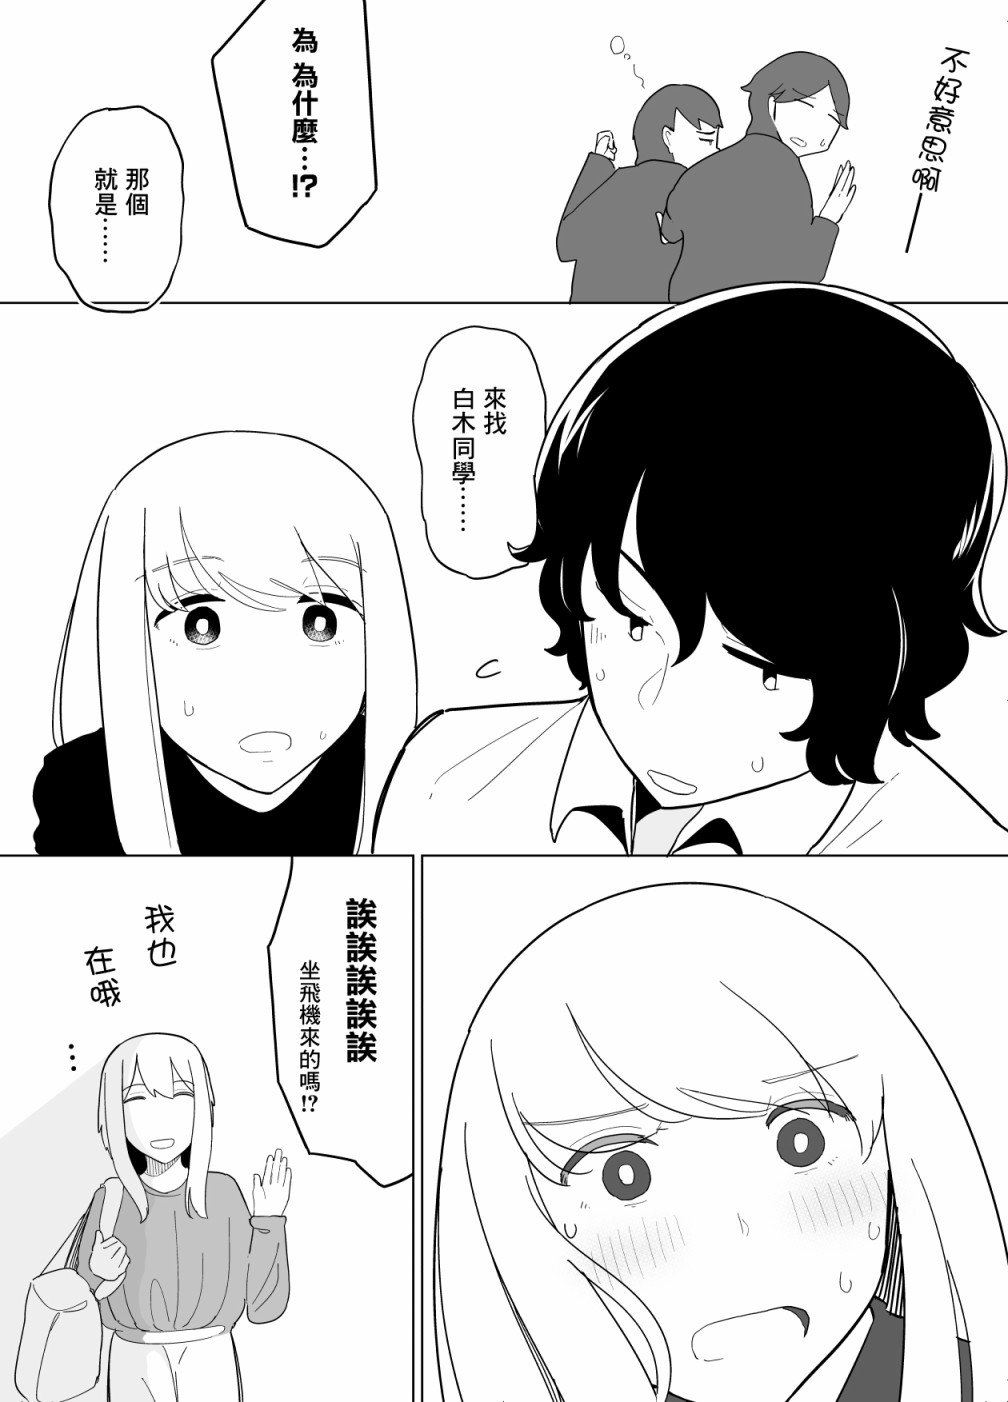 不好意思啊──
為 為什麼…!?
那個
就是……
來找
白木同學……
誒誒誒誒誒
坐飛機來的嗎!?
我也
在哦
…